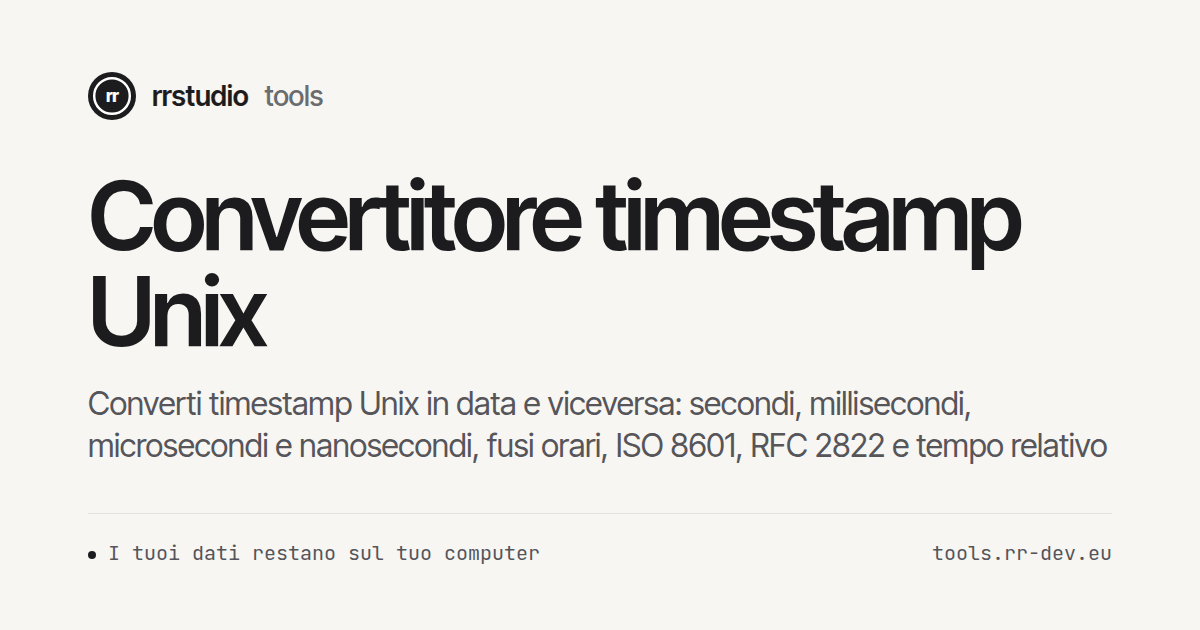 rr rrstudio tools
Convertitore timestamp
Unix
Converti timestamp Unix in data e viceversa: secondi, millisecondi,
microsecondi e nanosecondi, fusi orari, ISO 8601, RFC 2822 e tempo relativo
• I tuoi dati restano sul tuo computer
tools.rr-dev.eu